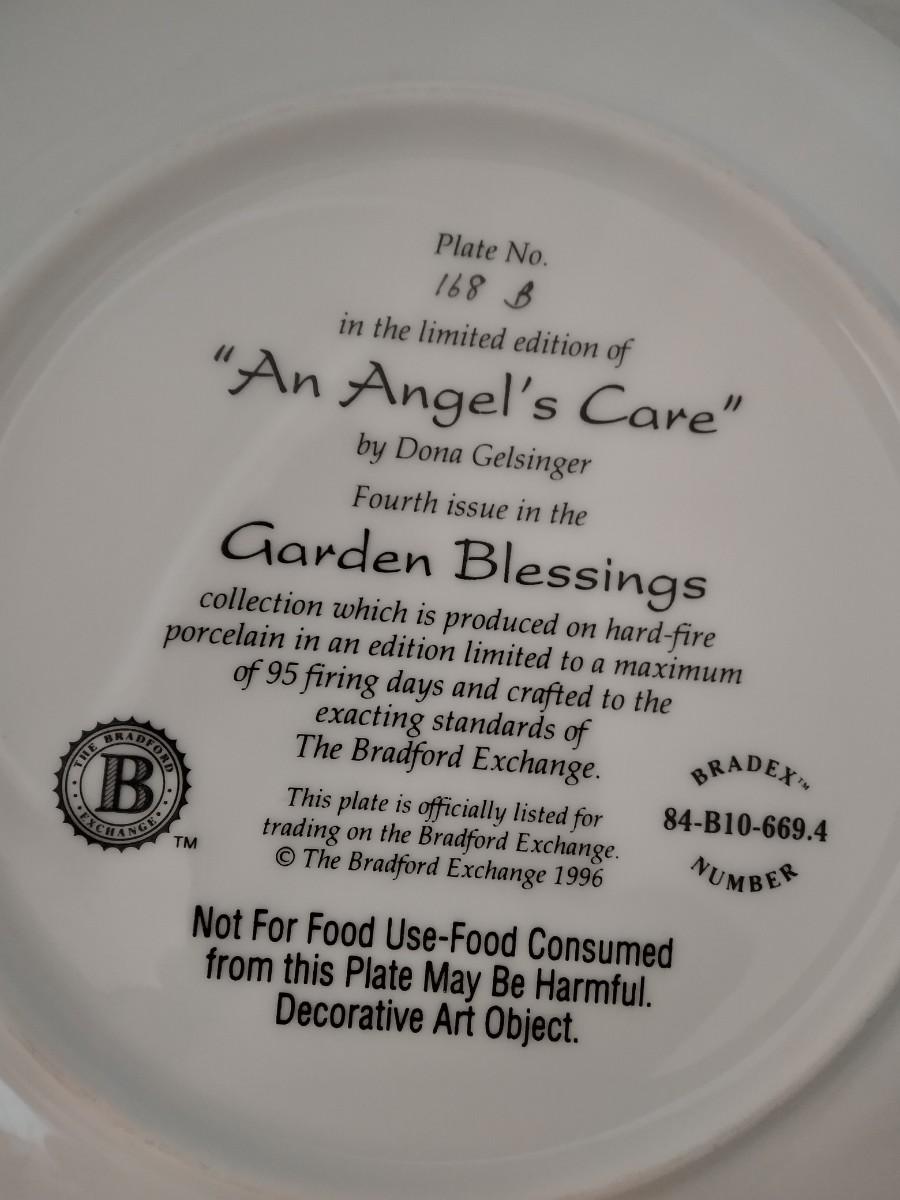 Plate No.
168 B
in the limited edition of
"An Angel's Care"
by Dona Gelsinger
Fourth issue in the
Garden Blessings
collection which is produced on hard-fire
porcelain in an edition limited to a maximum
of 95 firing days and crafted to the
exacting standards of
The Bradford Exchange.
THE BRADFORD
B
EXCHANGE
TM
This plate is officially listed for
trading on the Bradford Exchange.
© The Bradford Exchange 1996
BRADEX™
84-B10-669.4
NUMBER
Not For Food Use-Food Consumed
from this Plate May Be Harmful.
Decorative Art Object.